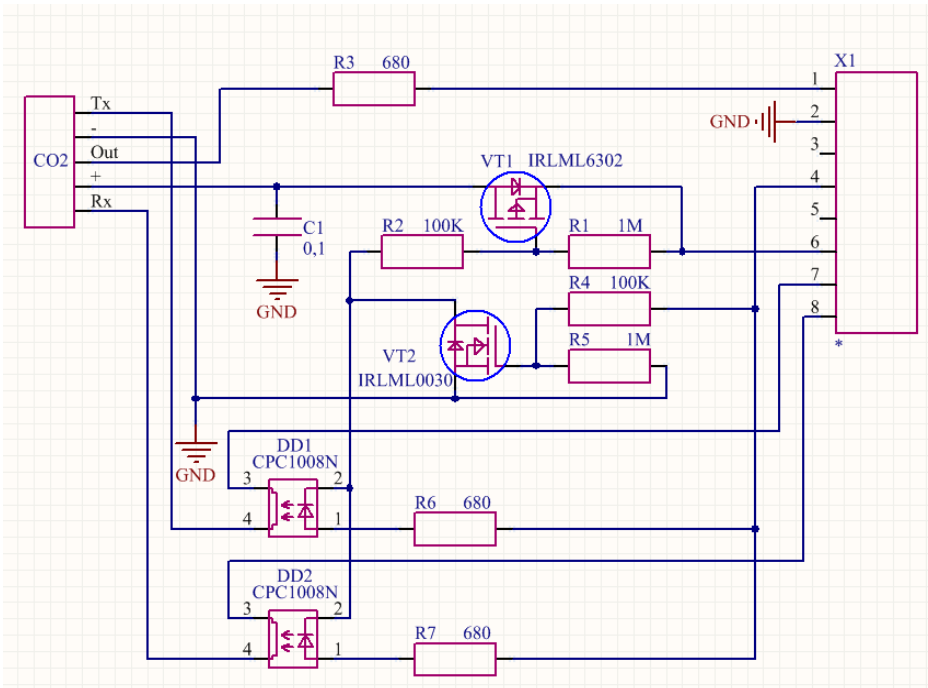 X1
R3 680
1
Tx
-
Out
CO2
+
Rx
GND
2
3
VT1 IRLML6302
4
5
C1
0,1
R2 100K
R1 1M
6
7
GND
R4 100K
8
R5 1M
*
VT2
IRLML0030
GND
DD1
CPC1008N
3
2
4
1
R6 680
DD2
CPC1008N
3
2
4
1
R7 680